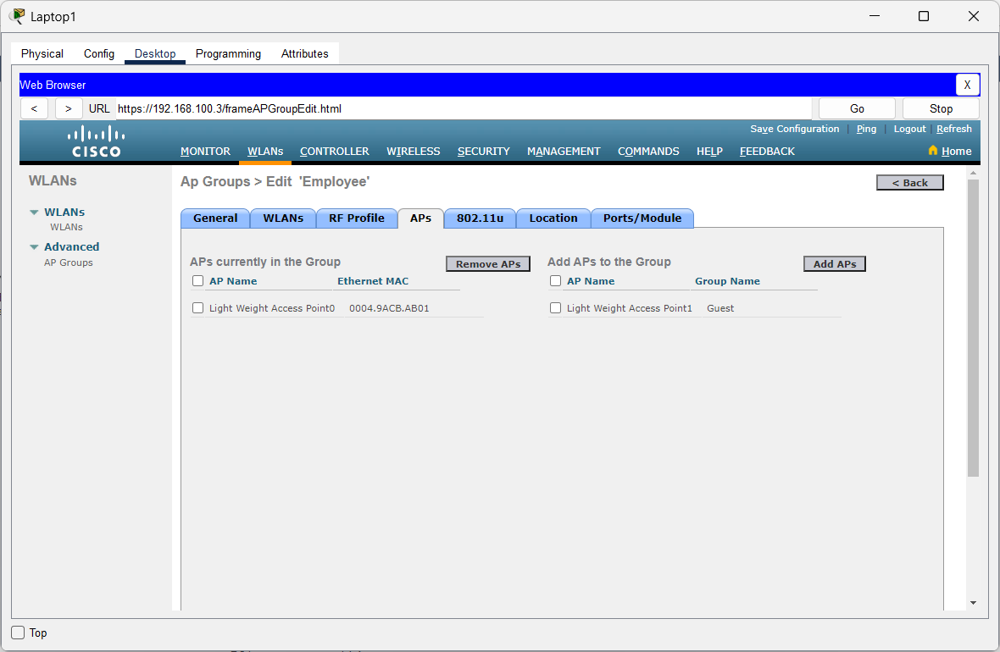 Laptop1
Physical Config Desktop Programming Attributes
Web Browser X
< > URL https://192.168.100.3/frameAPGroupEdit.html Go Stop
Save Configuration | Ping | Logout | Refresh
CISCO MONITOR WLANs CONTROLLER WIRELESS SECURITY MANAGEMENT COMMANDS HELP FEEDBACK Home
WLANs
WLANs
WLANs
Advanced
AP Groups
Ap Groups > Edit 'Employee' < Back
General WLANs RF Profile APs 802.11u Location Ports/Module
APs currently in the Group Remove APs
AP Name Ethernet MAC
Light Weight Access Point0 0004.9ACB.AB01
Add APs to the Group Add APs
AP Name Group Name
Light Weight Access Point1 Guest
Top